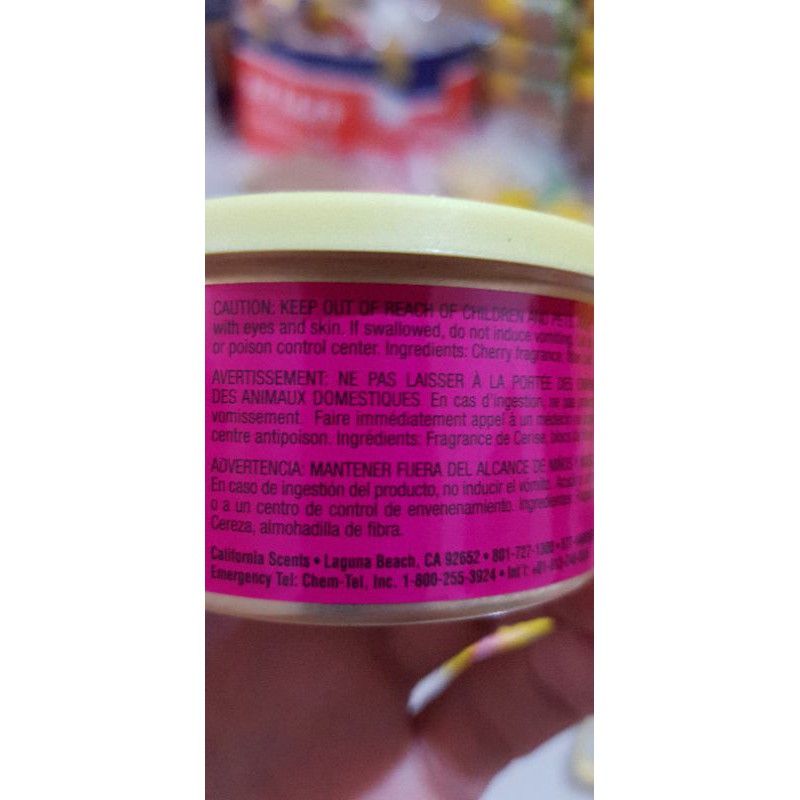 CAUTION: KEEP OUT OF REACH OF CHILDREN AND PETS.
with eyes and skin. If swallowed, do not induce vomiting.
or poison control center. Ingredients: Cherry fragrance,
AVERTISSEMENT: NE PAS LAISSER À LA PORTÉE DES
DES ANIMAUX DOMESTIQUES. En cas d'ingestion, ne pas
vomissement. Faire immédiatement appel à un médecin
centre antipoison. Ingrédients: Fragrance de Cerise,
ADVERTENCIA: MANTENER FUERA DEL ALCANCE DE NIÑOS
En caso de ingestión del producto, no inducir el vómito.
o a un centro de control de envenenamiento. Ingredientes:
Cereza, almohadilla de fibra.
California Scents • Laguna Beach, CA 92652 • 801-727-1300 •
Emergency Tel: Chem-Tel, Inc. 1-800-255-3924 • Int'l: